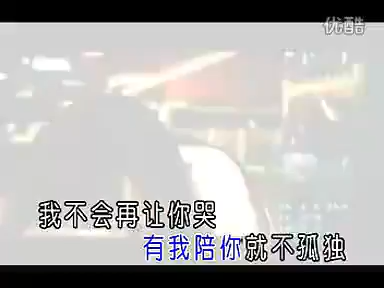 优酷
我不会再让你哭
有我陪你就不孤独